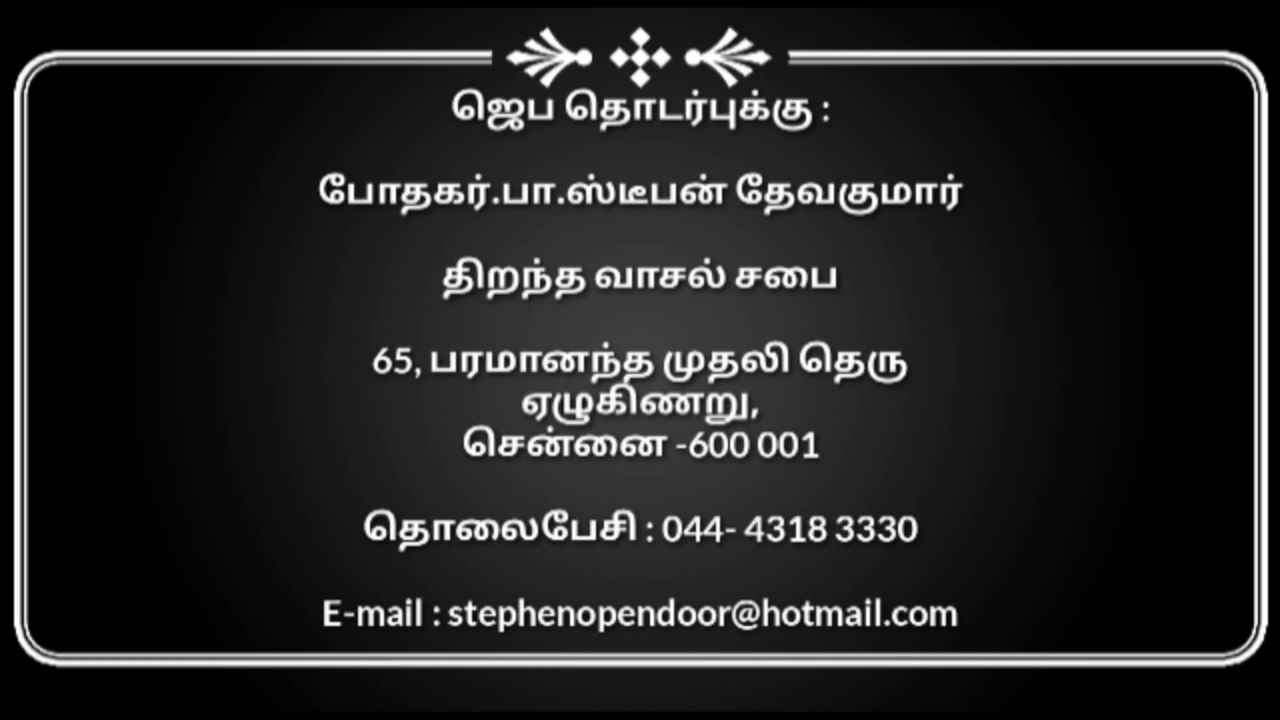 ஜெப தொடர்புக்கு :
போதகர்.பா.ஸ்டீபன் தேவகுமார்
திறந்த வாசல் சபை
65, பரமானந்த முதலி தெரு
ஏழுகிணறு,
சென்னை -600 001
தொலைபேசி : 044- 4318 3330
E-mail : stephenopendoor@hotmail.com